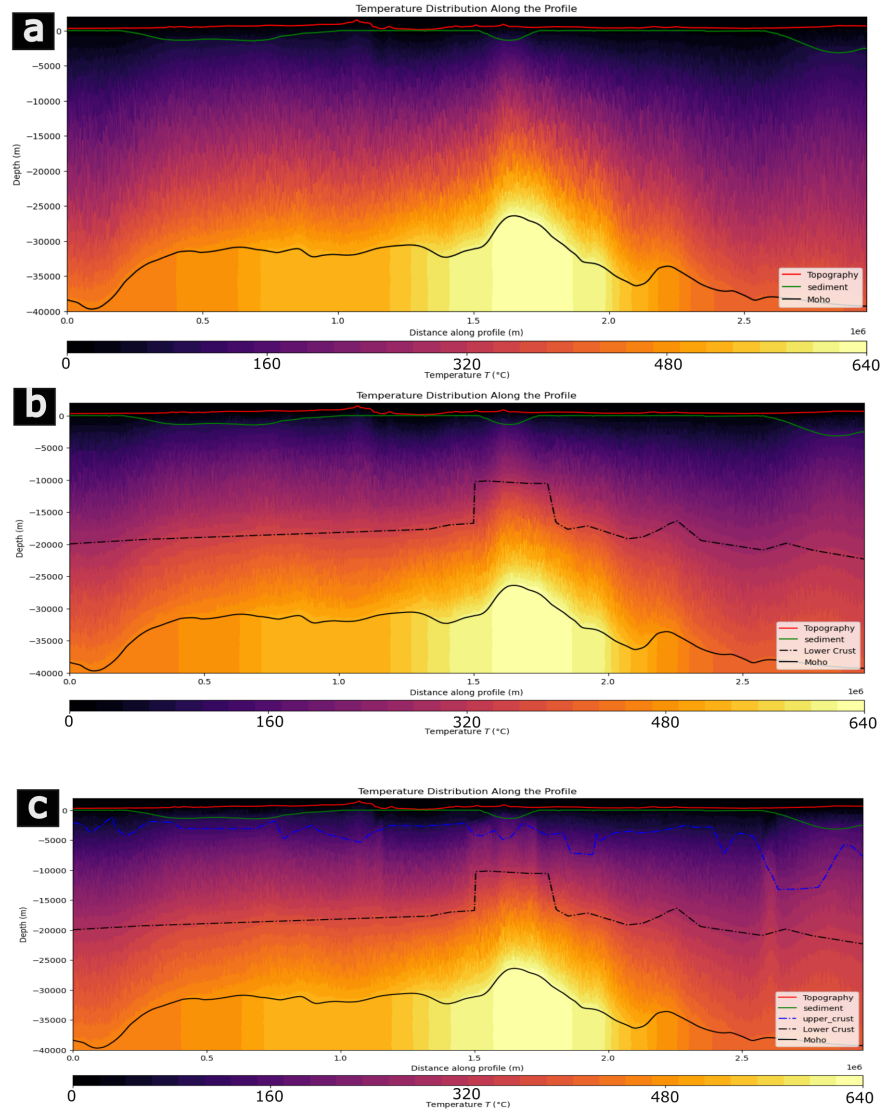 a
Temperature Distribution Along the Profile
0
−5000
−10000
−15000
−20000
−25000
−30000
−35000
−40000
Depth (m)
Topography
sediment
Moho
0.0 0.5 1.0 1.5 2.0 2.5
1e6
Distance along profile (m)
0 160 320 480 640
Temperature T (°C)
b
Temperature Distribution Along the Profile
0
−5000
−10000
−15000
−20000
−25000
−30000
−35000
−40000
Depth (m)
Topography
sediment
Lower Crust
Moho
0.0 0.5 1.0 1.5 2.0 2.5
1e6
Distance along profile (m)
0 160 320 480 640
Temperature T (°C)
c
Temperature Distribution Along the Profile
0
−5000
−10000
−15000
−20000
−25000
−30000
−35000
−40000
Depth (m)
Topography
sediment
upper_crust
Lower Crust
Moho
0.0 0.5 1.0 1.5 2.0 2.5
1e6
Distance along profile (m)
0 160 320 480 640
Temperature T (°C)